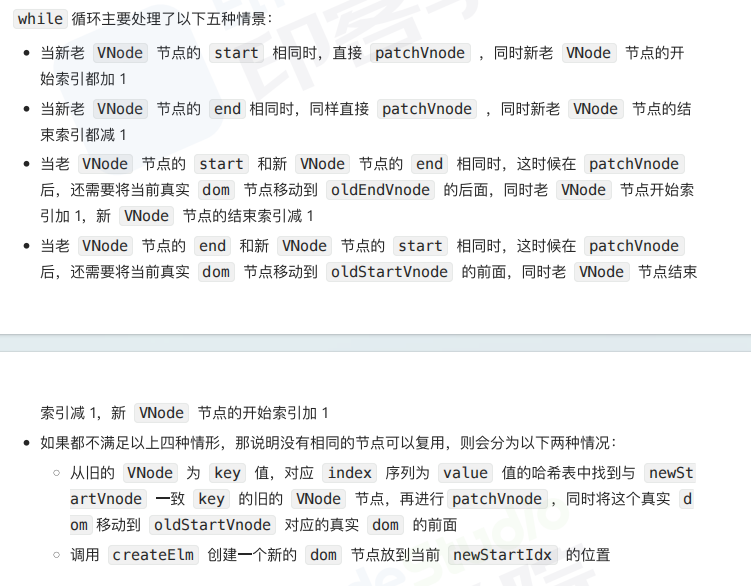 while 循环主要处理了以下五种情景：
当新老 VNode 节点的 start 相同时，直接 patchVnode ，同时新老 VNode 节点的开
始索引都加 1
当新老 VNode 节点的 end 相同时，同样直接 patchVnode ，同时新老 VNode 节点的结
束索引都减 1
当老 VNode 节点的 start 和新 VNode 节点的 end 相同时，这时候在 patchVnode
后，还需要将当前真实 dom 节点移动到 oldEndVnode 的后面，同时老 VNode 节点开始索
引加 1，新 VNode 节点的结束索引减 1
当老 VNode 节点的 end 和新 VNode 节点的 start 相同时，这时候在 patchVnode
后，还需要将当前真实 dom 节点移动到 oldStartVnode 的前面，同时老 VNode 节点结束
索引减 1，新 VNode 节点的开始索引加 1
如果都不满足以上四种情形，那说明没有相同的节点可以复用，则会分为以下两种情况：
从旧的 VNode 为 key 值，对应 index 序列为 value 值的哈希表中找到与 newSt
artVnode 一致 key 的旧的 VNode 节点，再进行 patchVnode ，同时将这个真实 d
om 移动到 oldStartVnode 对应的真实 dom 的前面
调用 createElm 创建一个新的 dom 节点放到当前 newStartIdx 的位置